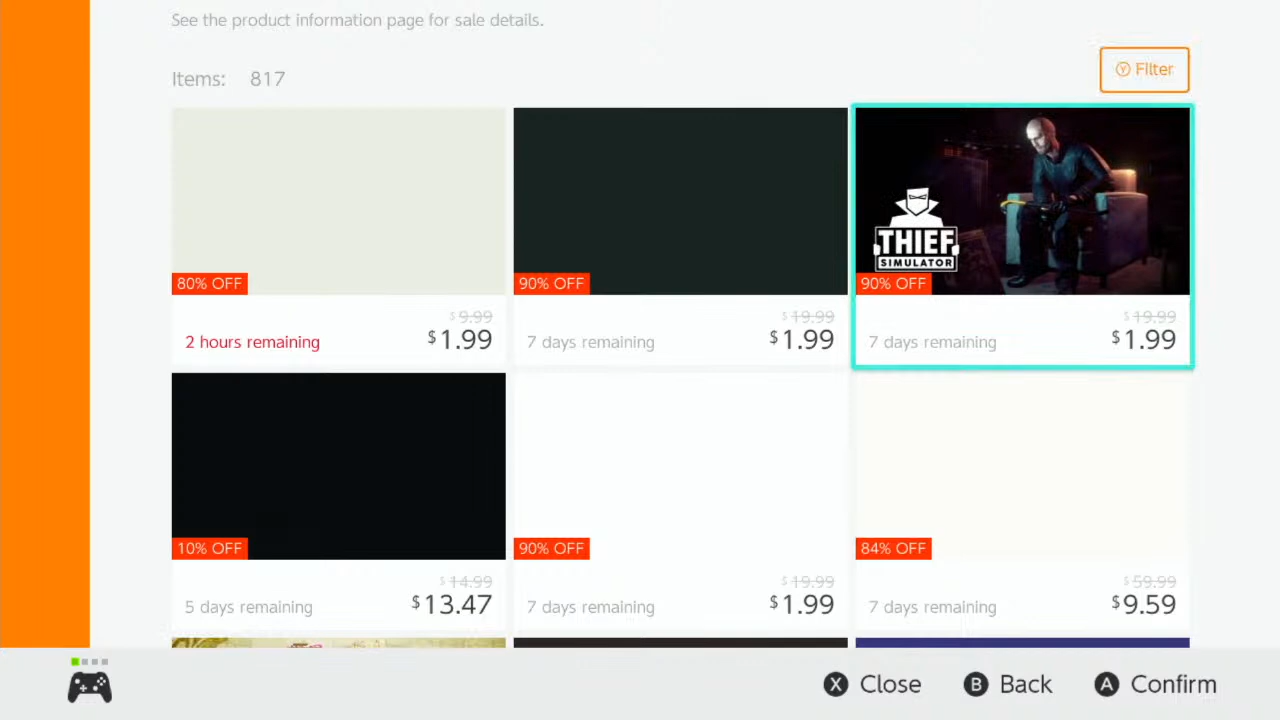 See the product information page for sale details.
Items: 817
Ⓨ Filter
80% OFF
$9.99
2 hours remaining
$1.99
90% OFF
$19.99
7 days remaining
$1.99
THIEF
SIMULATOR
90% OFF
$19.99
7 days remaining
$1.99
10% OFF
$14.99
5 days remaining
$13.47
90% OFF
$19.99
7 days remaining
$1.99
84% OFF
$59.99
7 days remaining
$9.59
X Close
B Back
A Confirm